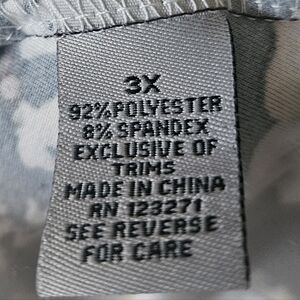 3X
92%POLYESTER
8% SPANDEX
EXCLUSIVE OF
TRIMS
MADE IN CHINA
RN 123271
SEE REVERSE
FOR CARE